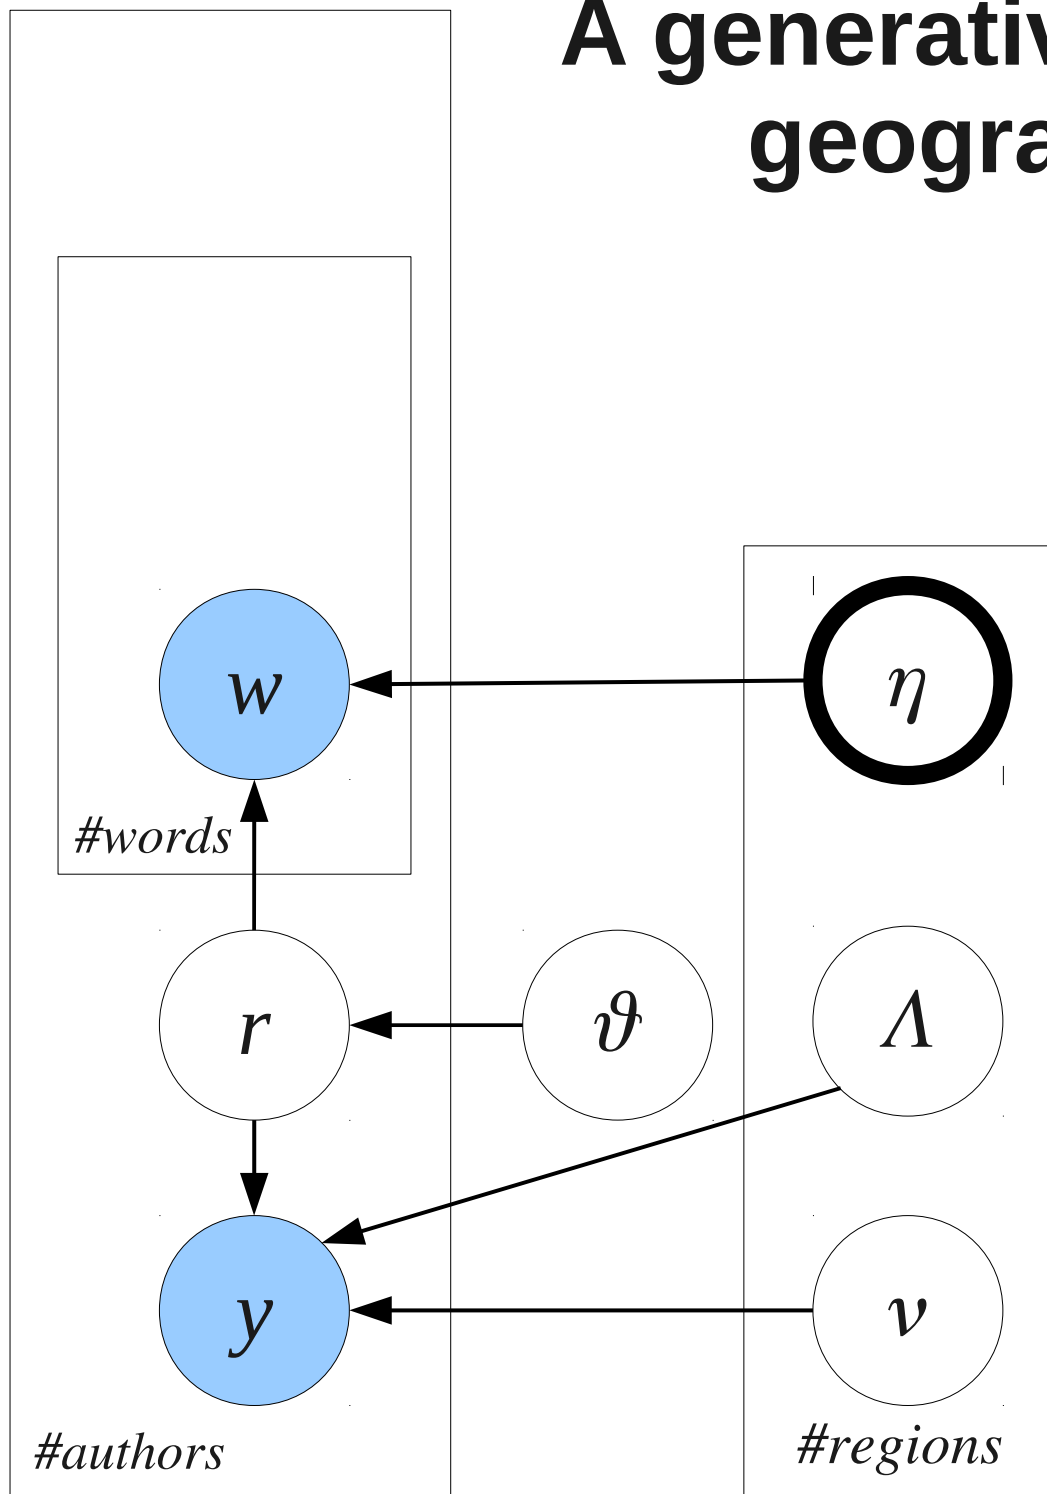 A generativ
geogra
w
η
#words
r
ϑ
Λ
y
ν
#authors
#regions